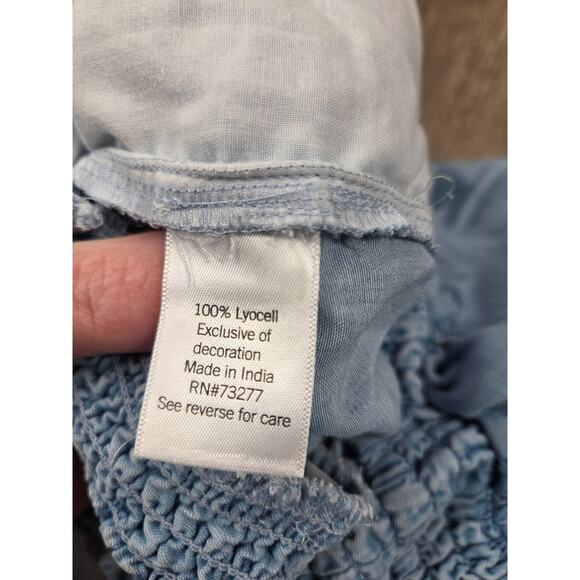 100% Lyocell
Exclusive of
decoration
Made in India
RN#73277
See reverse for care